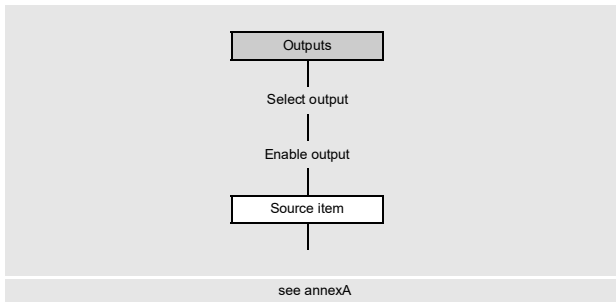 Outputs
Select output
Enable output
Source item
see annexA